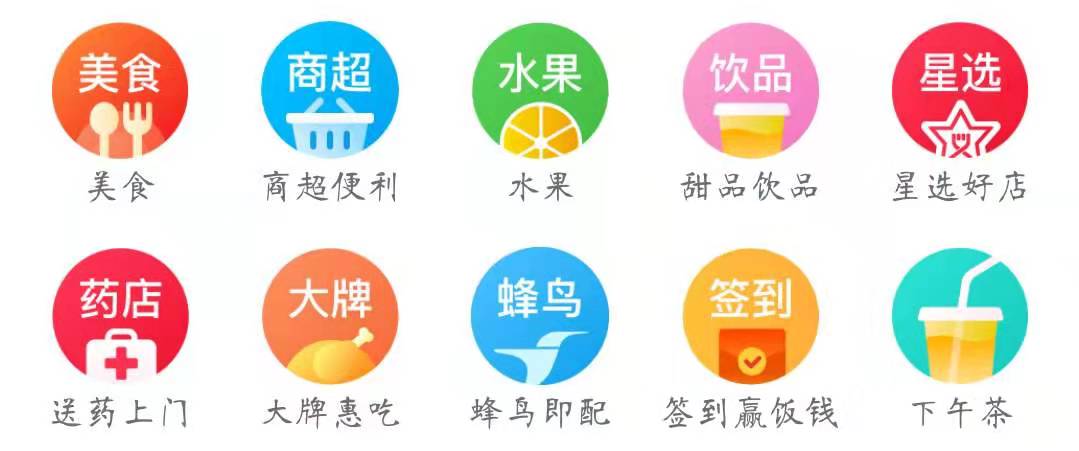 美食
商超
水果
饮品
星选
美食
商超便利
水果
甜品饮品
星选好店
药店
大牌
蜂鸟
签到
送药上门
大牌惠吃
蜂鸟即配
签到赢饭钱
下午茶